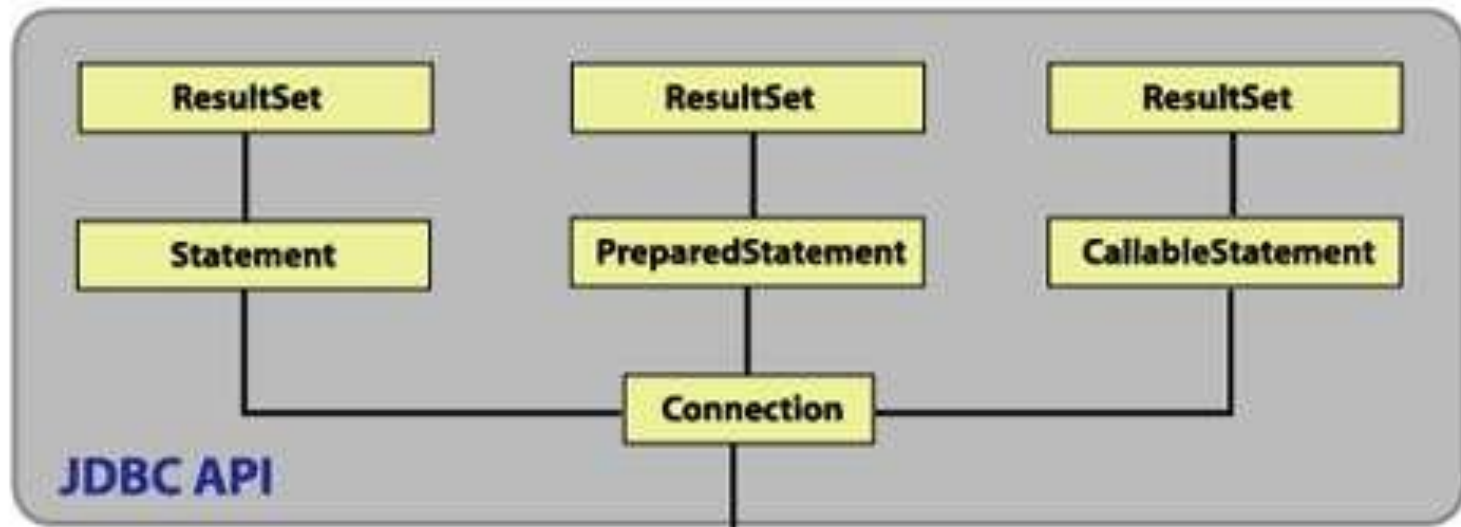 ResultSet
ResultSet
ResultSet
Statement
PreparedStatement
CallableStatement
Connection
JDBC API